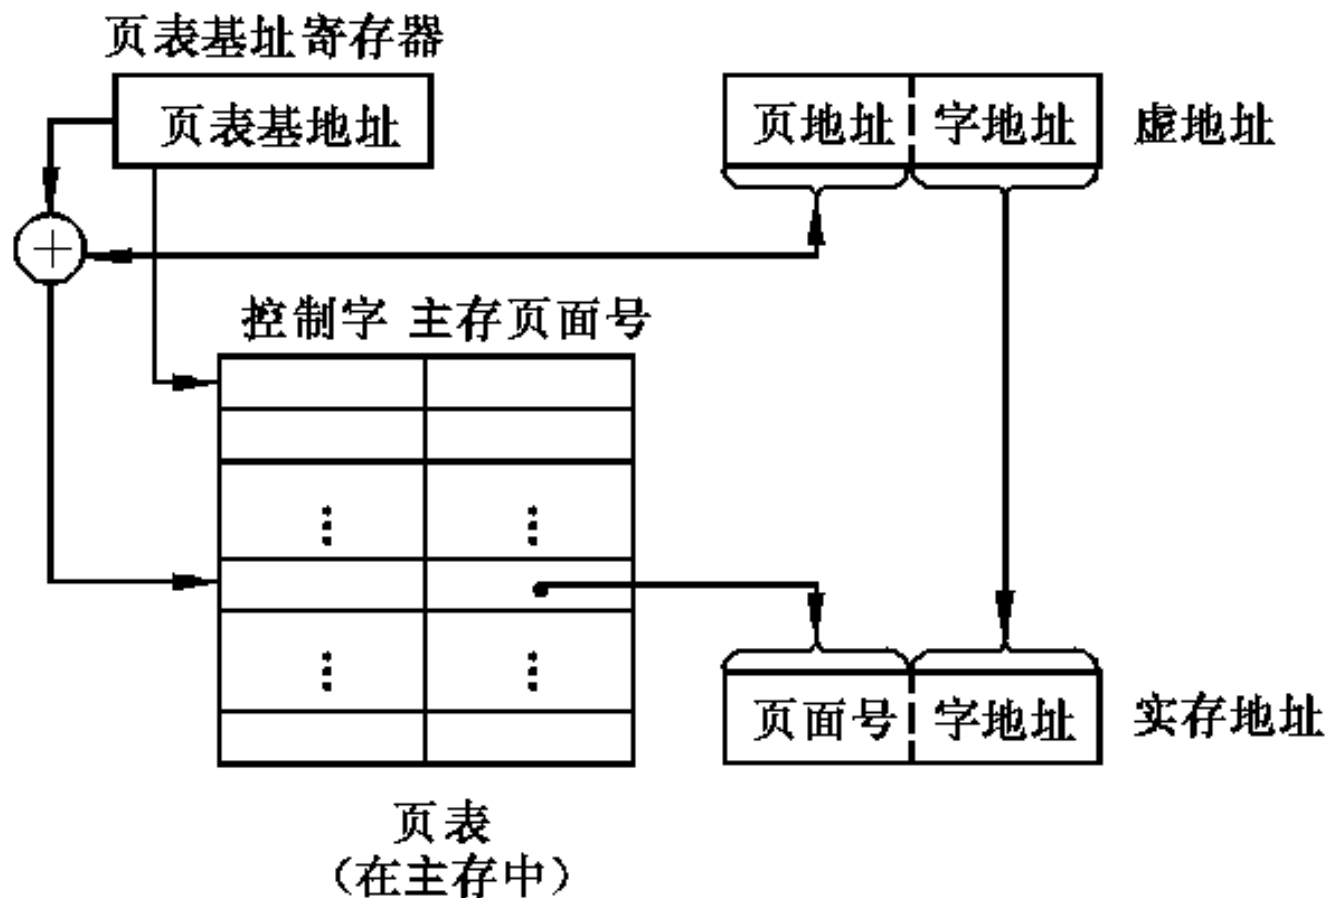 页表基址寄存器
页表基地址
页地址 字地址 虚地址
控制字 主存页面号
页面号 字地址 实存地址
页表
（在主存中）